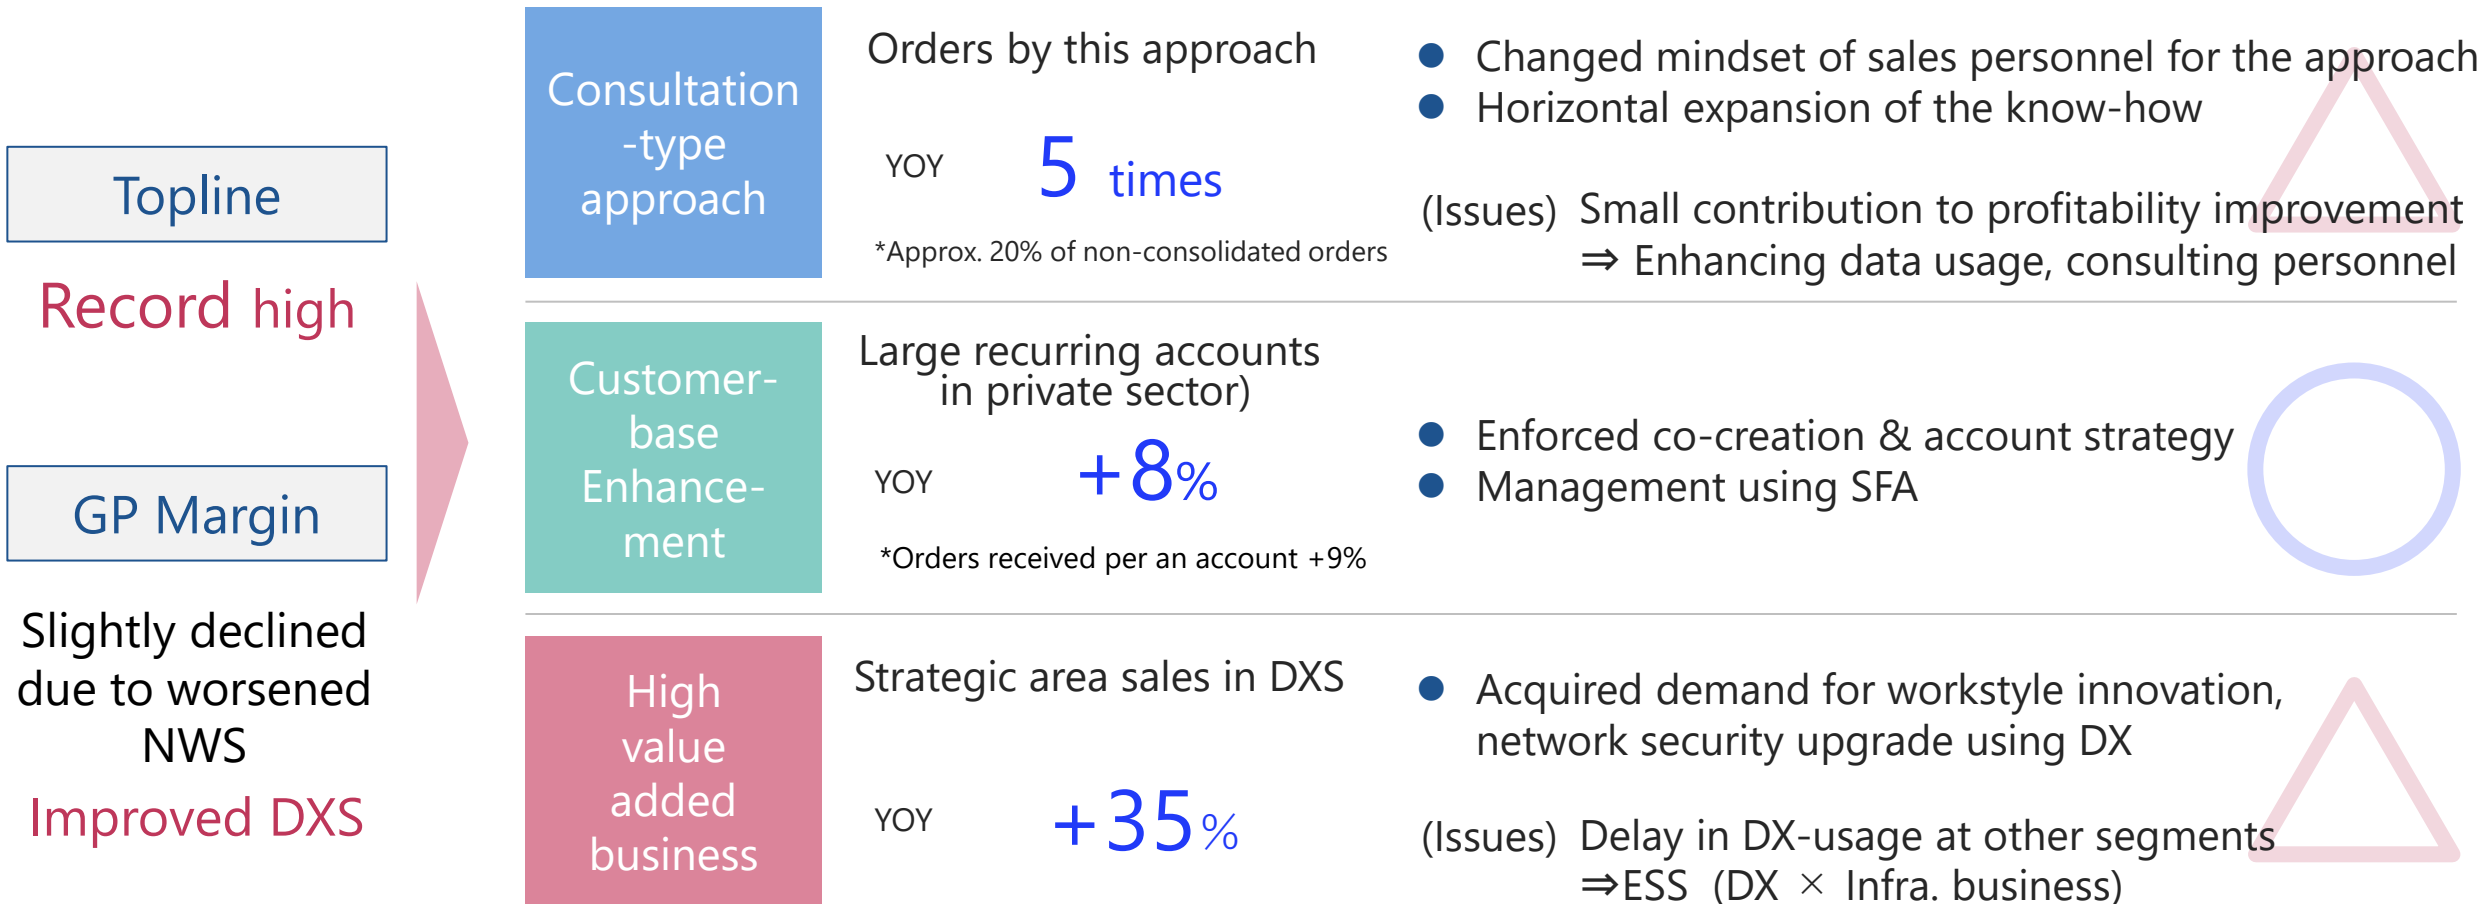 Topline
Record high
GP Margin
Slightly declined
due to worsened
NWS
Improved DXS
Consultation
-type
approach
Orders by this approach
YOY 5 times
*Approx. 20% of non-consolidated orders
● Changed mindset of sales personnel for the approach
● Horizontal expansion of the know-how
(Issues) Small contribution to profitability improvement
⇒ Enhancing data usage, consulting personnel
Customer-
base
Enhance-
ment
Large recurring accounts
in private sector)
YOY +8%
*Orders received per an account +9%
● Enforced co-creation & account strategy
● Management using SFA
High
value
added
business
Strategic area sales in DXS
YOY +35%
● Acquired demand for workstyle innovation,
network security upgrade using DX
(Issues) Delay in DX-usage at other segments
⇒ESS (DX × Infra. business)